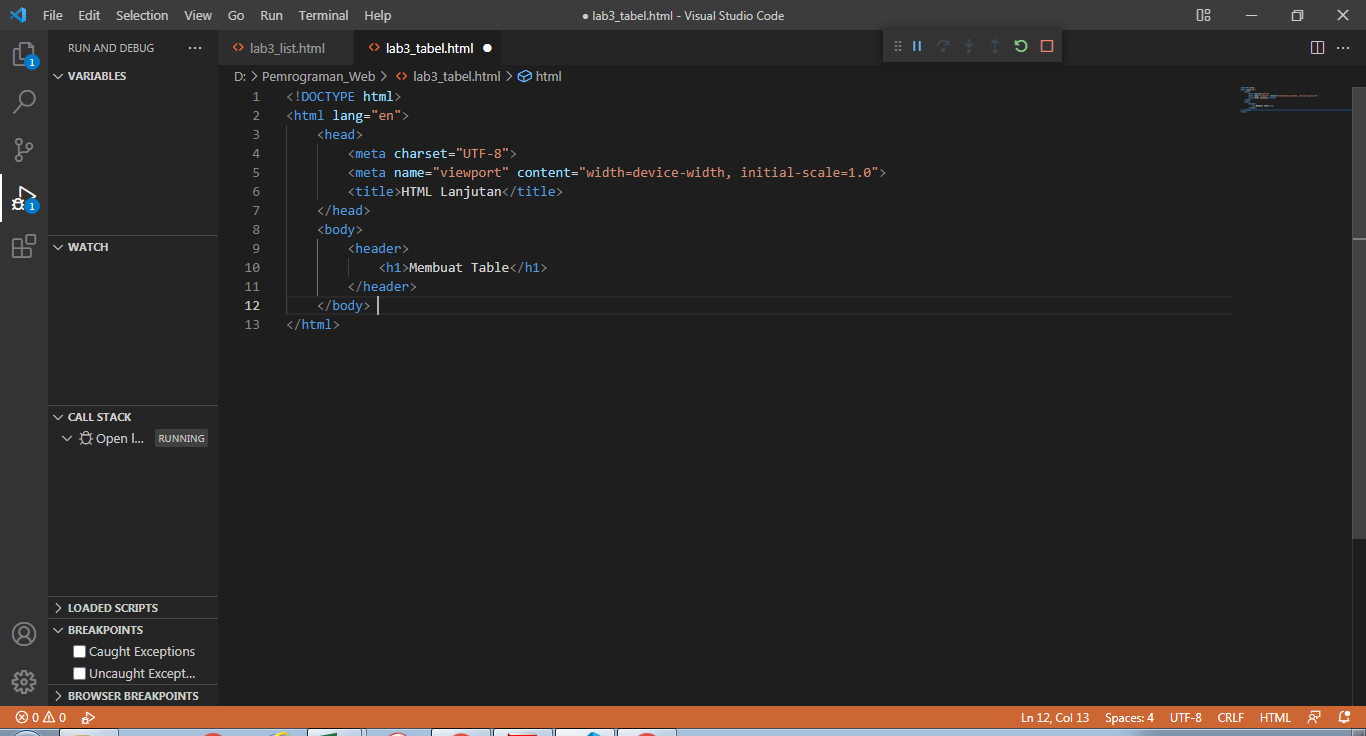 File Edit Selection View Go Run Terminal Help
● lab3_tabel.html - Visual Studio Code
RUN AND DEBUG ···
lab3_list.html
lab3_tabel.html ●
D: > Pemrograman_Web > lab3_tabel.html > html
VARIABLES
WATCH
CALL STACK
Open l... RUNNING
LOADED SCRIPTS
BREAKPOINTS
Caught Exceptions
Uncaught Except...
BROWSER BREAKPOINTS
1
1
1 <!DOCTYPE html>
2 <html lang="en">
3 <head>
4 <meta charset="UTF-8">
5 <meta name="viewport" content="width=device-width, initial-scale=1.0">
6 <title>HTML Lanjutan</title>
7 </head>
8 <body>
9 <header>
10 <h1>Membuat Table</h1>
11 </header>
12 </body>
13 </html>
0 0
Ln 12, Col 13 Spaces: 4 UTF-8 CRLF HTML